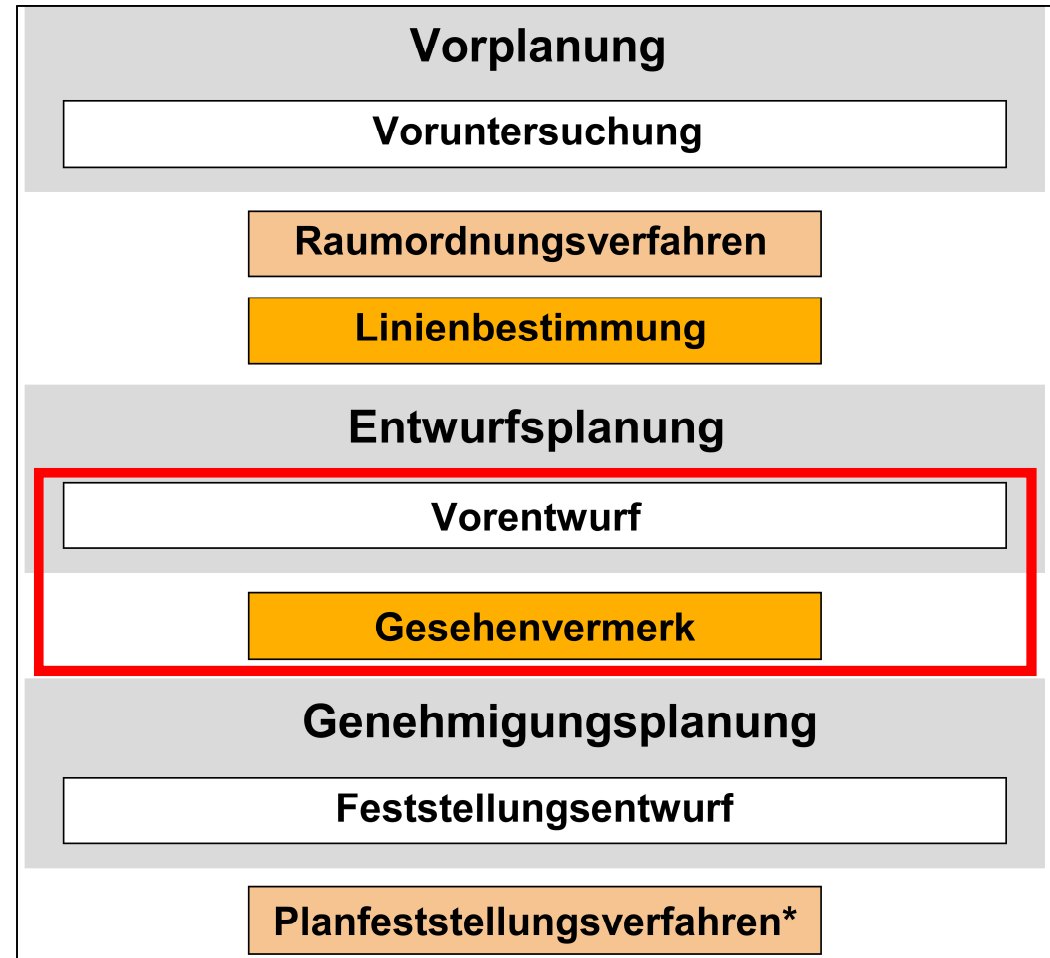 Vorplanung
Voruntersuchung
Raumordnungsverfahren
Linienbestimmung
Entwurfsplanung
Vorentwurf
Gesehenvermerk
Genehmigungsplanung
Feststellungsentwurf
Planfeststellungsverfahren*